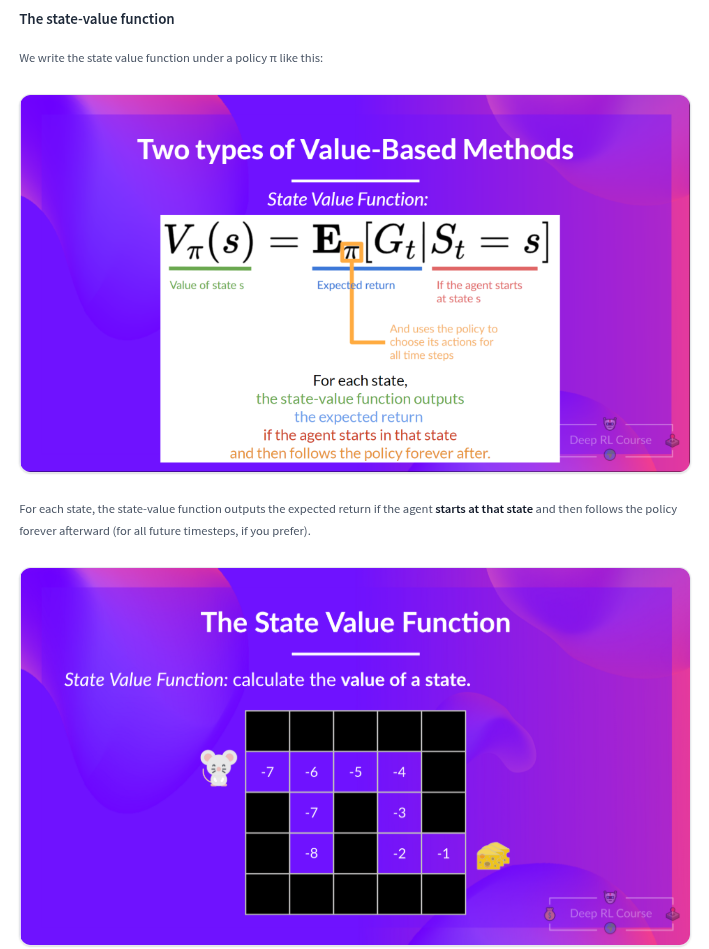 The state-value function
We write the state value function under a policy π like this:
Two types of Value-Based Methods
State Value Function:
Vπ(s) = Eπ[Gt|St = s]
Value of state s
Expected return
If the agent starts
at state s
And uses the policy to
choose its actions for
all time steps
For each state,
the state-value function outputs
the expected return
if the agent starts in that state
and then follows the policy forever after.
Deep RL Course
For each state, the state-value function outputs the expected return if the agent starts at that state and then follows the policy
forever afterward (for all future timesteps, if you prefer).
The State Value Function
State Value Function: calculate the value of a state.
-7 -6 -5 -4
-7 -3
-8 -2 -1
Deep RL Course